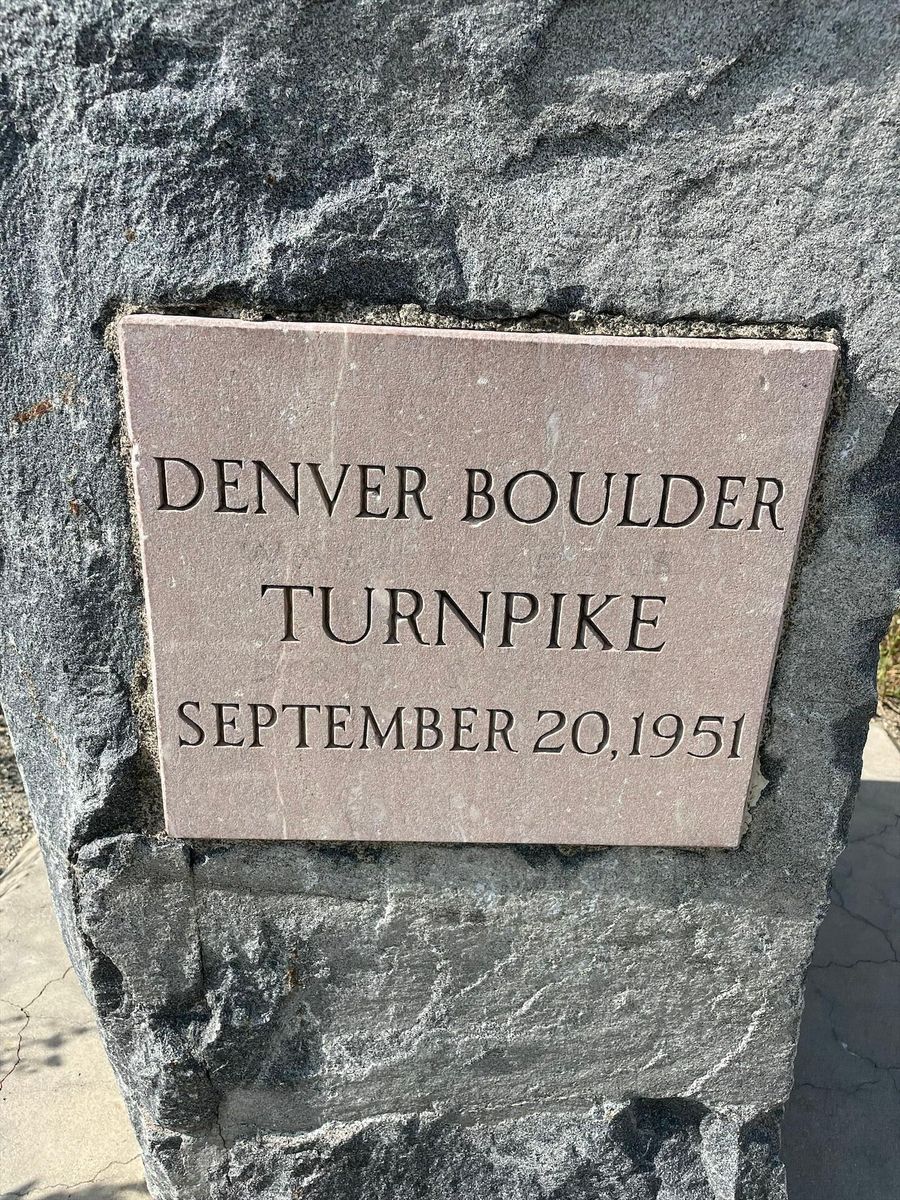 DENVER BOULDER
TURNPIKE
SEPTEMBER 20, 1951